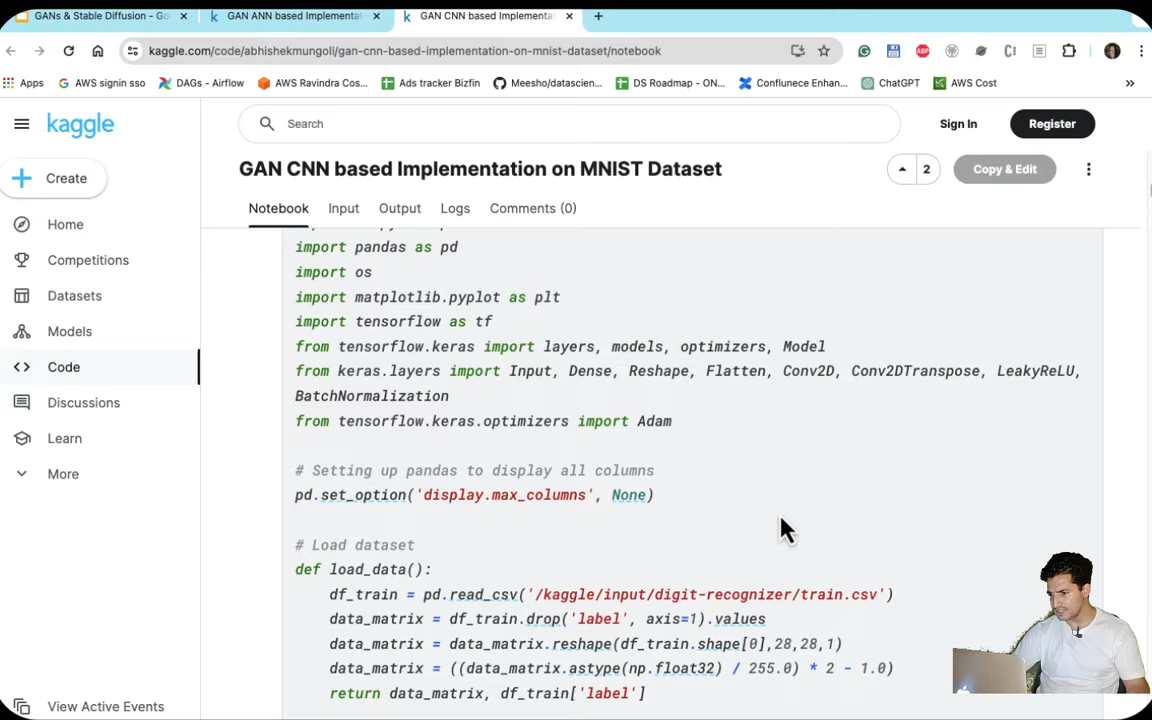 GANs & Stable Diffusion - Go
GAN ANN based Implementat
GAN CNN based Implementa
kaggle.com/code/abhishekmungoli/gan-cnn-based-implementation-on-mnist-dataset/notebook
Apps
AWS signin sso
DAGs - Airflow
AWS Ravindra Cos...
Ads tracker Bizfin
Meesho/datascien...
DS Roadmap - ON...
Conflunece Enhan...
ChatGPT
AWS Cost
kaggle
Search
Sign In
Register
Create
GAN CNN based Implementation on MNIST Dataset
2
Copy & Edit
Notebook
Input
Output
Logs
Comments (0)
Home
Competitions
Datasets
Models
Code
Discussions
Learn
More
View Active Events
import pandas as pd
import os
import matplotlib.pyplot as plt
import tensorflow as tf
from tensorflow.keras import layers, models, optimizers, Model
from keras.layers import Input, Dense, Reshape, Flatten, Conv2D, Conv2DTranspose, LeakyReLU,
BatchNormalization
from tensorflow.keras.optimizers import Adam
# Setting up pandas to display all columns
pd.set_option('display.max_columns', None)
# Load dataset
def load_data():
df_train = pd.read_csv('/kaggle/input/digit-recognizer/train.csv')
data_matrix = df_train.drop('label', axis=1).values
data_matrix = data_matrix.reshape(df_train.shape[0],28,28,1)
data_matrix = ((data_matrix.astype(np.float32) / 255.0) * 2 - 1.0)
return data_matrix, df_train['label']